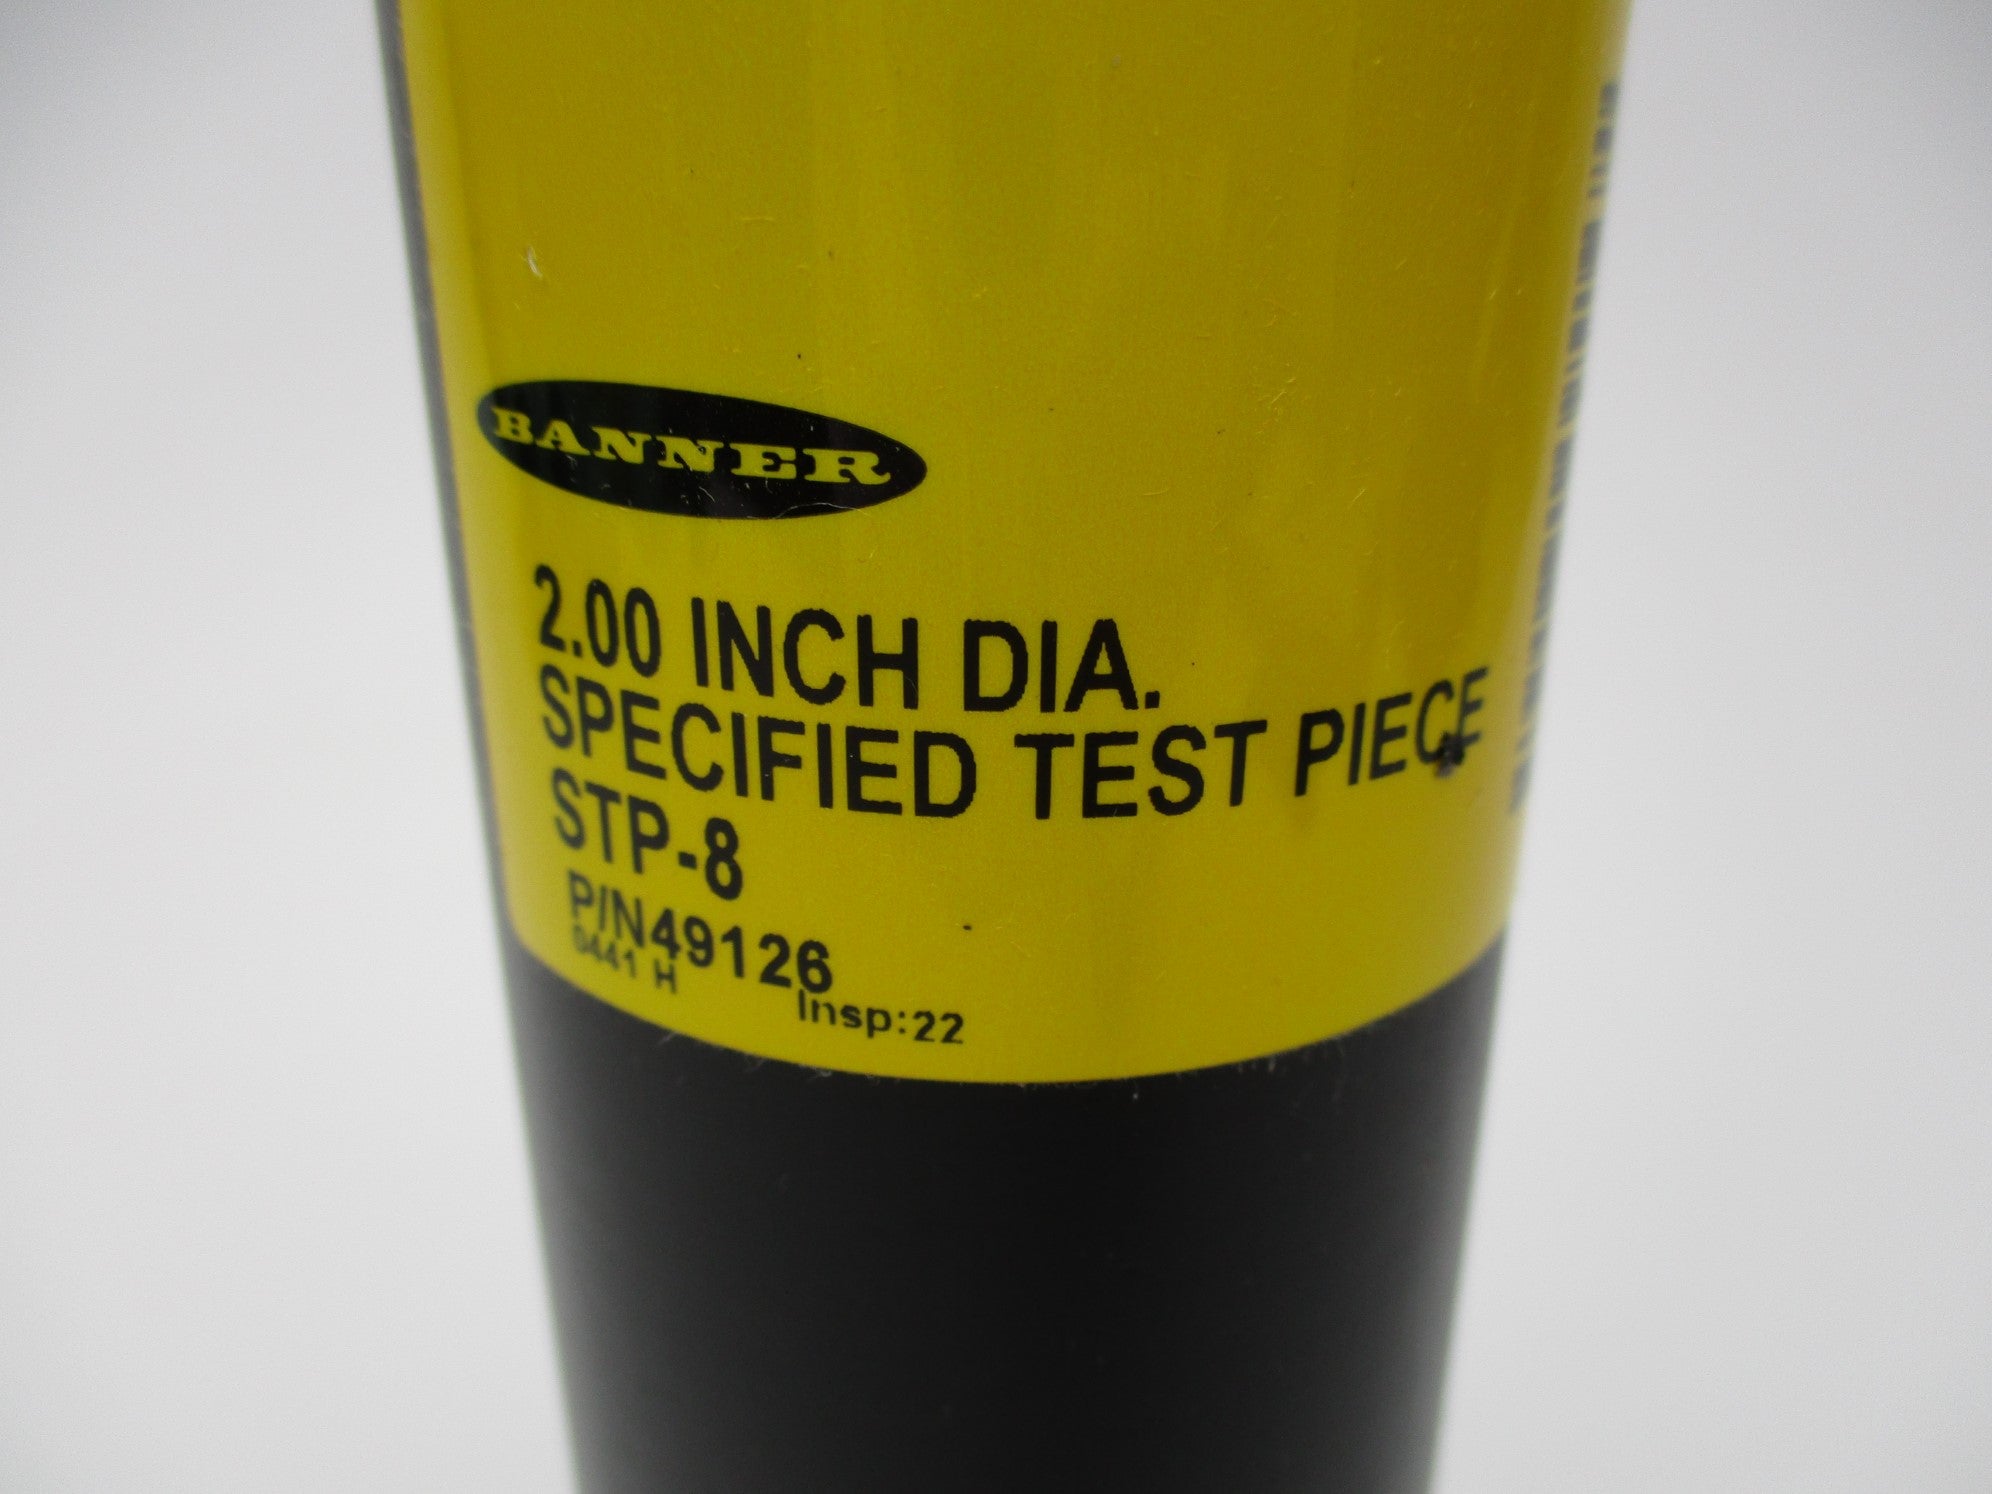 BANNER
2.00 INCH DIA.
SPECIFIED TEST PIECE
STP-8
P/N49126
0441 H
Insp:22